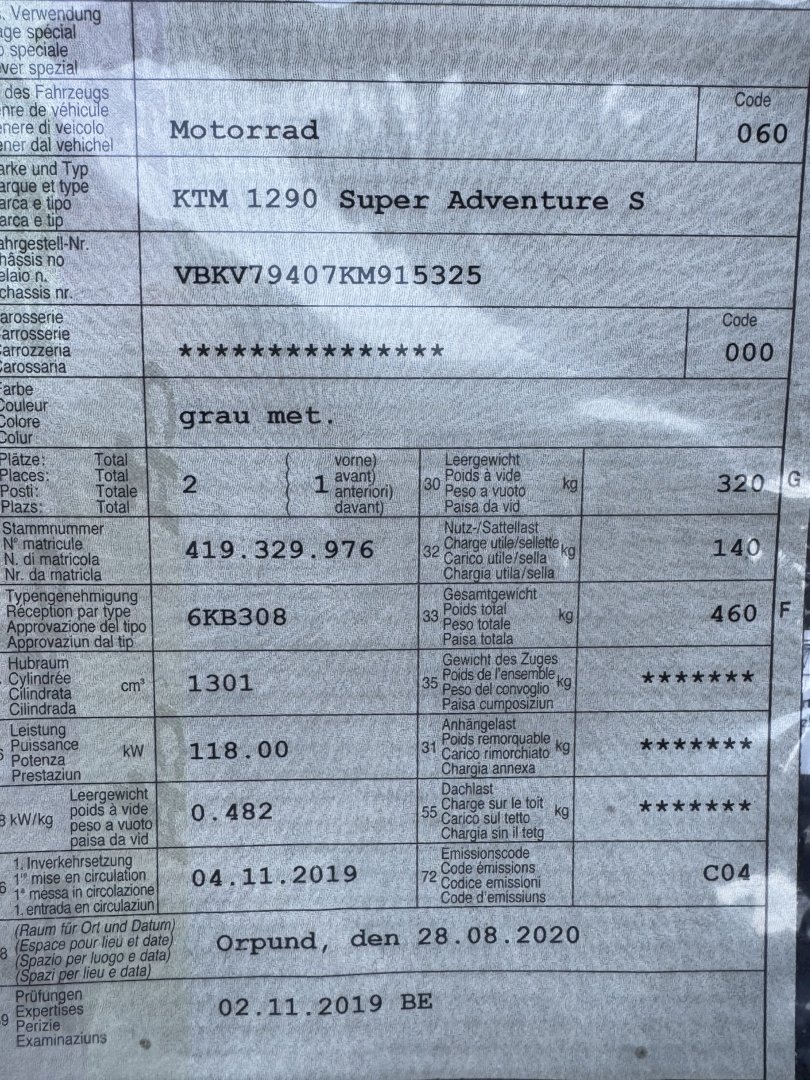 . Verwendung
age spécial
o speciale
ver spezial
des Fahrzeugs
enre de véhicule
enere di veicolo
ener dal vehichel
Motorrad
Code
060
arke und Typ
arque et type
arca e tipo
arca e tip
KTM 1290 Super Adventure S
ahrgestell-Nr.
hâssis no
elaio n.
chassis nr.
VBKV79407KM915325
arosserie
arrosserie
arrozzeria
arossaria
***************
Code
000
Farbe
Couleur
Colore
Colur
grau met.
Plätze: Total
Places: Total
Posti: Totale
Plazs: Total
2
( 1 vorne)
avant)
anteriori)
davant)
30 Leergewicht
Poids à vide
Peso a vuoto
Paisa da vid
kg
320 G
Stammnummer
N° matricule
N. di matricola
Nr. da matricla
419.329.976
32 Nutz-/Sattellast
Charge utile/sellette
Carico utile/sella
Chargia utila/sella
kg
140
Typengenehmigung
Réception par type
Approvazione del tipo
Approvaziun dal tip
6KB308
33 Gesamtgewicht
Poids total
Peso totale
Paisa totala
kg
460 F
Hubraum
Cylindrée
Cilindrata
Cilindrada
cm³
1301
35 Gewicht des Zuges
Poids de l'ensemble
Peso del convoglio
Paisa cumposiziun
kg
*******
Leistung
Puissance
Potenza
Prestaziun
kW
118.00
31 Anhängelast
Poids remorquable
Carico rimorchiato
Chargia annexa
kg
*******
8 kW/kg
Leergewicht
poids à vide
peso a vuoto
paisa da vid
0.482
55 Dachlast
Charge sur le toit
Carico sul tetto
Chargia sin il tetg
kg
*******
6
1. Inverkehrsetzung
1re mise en circulation
1a messa in circolazione
1. entrada en circulaziun
04.11.2019
72 Emissionscode
Code émissions
Codice emissioni
Code d'emissiuns
C04
8
(Raum für Ort und Datum)
(Espace pour lieu et date)
(Spazio per luogo e data)
(Spazi per lieu e data)
Orpund, den 28.08.2020
9
Prüfungen
Expertises
Perizie
Examinaziuns
02.11.2019 BE